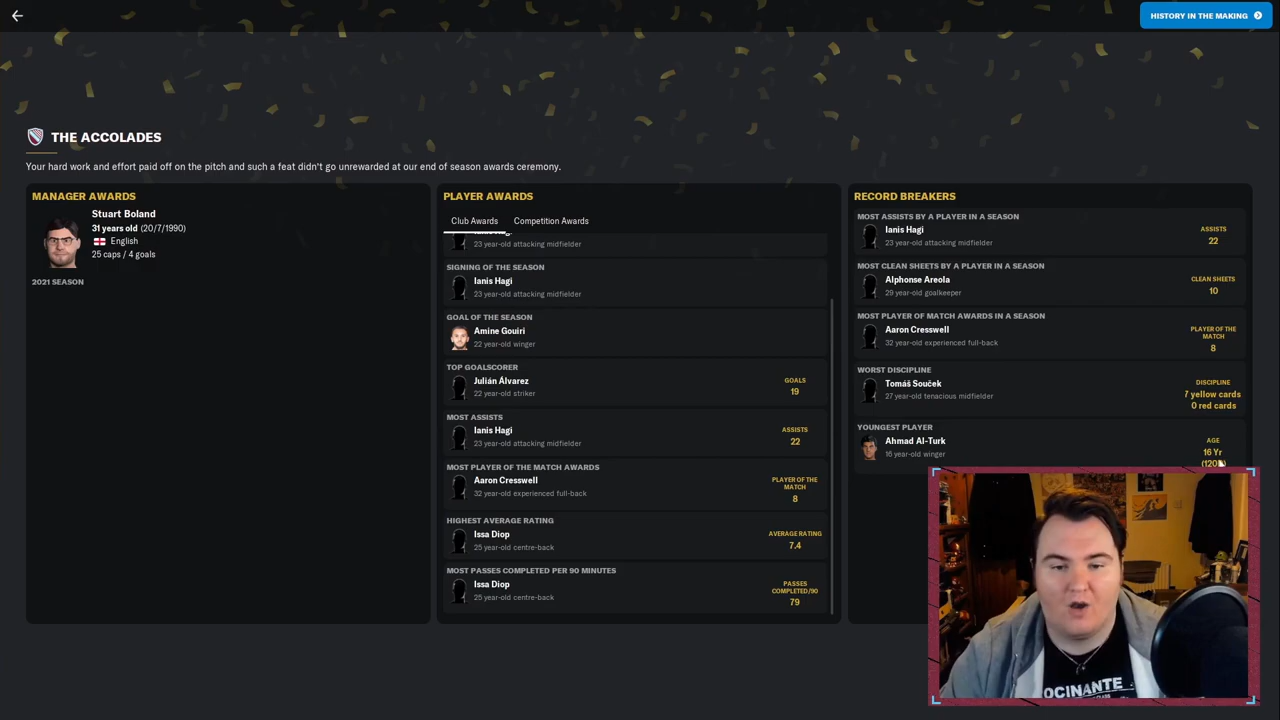 HISTORY IN THE MAKING
THE ACCOLADES
Your hard work and effort paid off on the pitch and such a feat didn't go unrewarded at our end of season awards ceremony.
MANAGER AWARDS
Stuart Boland
31 years old (20/7/1990)
English
25 caps / 4 goals
2021 SEASON
PLAYER AWARDS
Club Awards Competition Awards
23 year-old attacking midfielder
SIGNING OF THE SEASON
Ianis Hagi
23 year-old attacking midfielder
GOAL OF THE SEASON
Amine Gouiri
22 year-old winger
TOP GOALSCORER
Julián Álvarez
22 year-old striker
GOALS
19
MOST ASSISTS
Ianis Hagi
23 year-old attacking midfielder
ASSISTS
22
MOST PLAYER OF THE MATCH AWARDS
Aaron Cresswell
32 year-old experienced full-back
PLAYER OF THE
MATCH
8
HIGHEST AVERAGE RATING
Issa Diop
25 year-old centre-back
AVERAGE RATING
7.4
MOST PASSES COMPLETED PER 90 MINUTES
Issa Diop
25 year-old centre-back
PASSES
COMPLETED/90
79
RECORD BREAKERS
MOST ASSISTS BY A PLAYER IN A SEASON
Ianis Hagi
23 year-old attacking midfielder
ASSISTS
22
MOST CLEAN SHEETS BY A PLAYER IN A SEASON
Alphonse Areola
29 year-old goalkeeper
CLEAN SHEETS
10
MOST PLAYER OF MATCH AWARDS IN A SEASON
Aaron Cresswell
32 year-old experienced full-back
PLAYER OF THE
MATCH
8
WORST DISCIPLINE
Tomáš Souček
27 year-old tenacious midfielder
DISCIPLINE
7 yellow cards
0 red cards
YOUNGEST PLAYER
Ahmad Al-Turk
16 year-old winger
AGE
16 Yr
OCINANTE